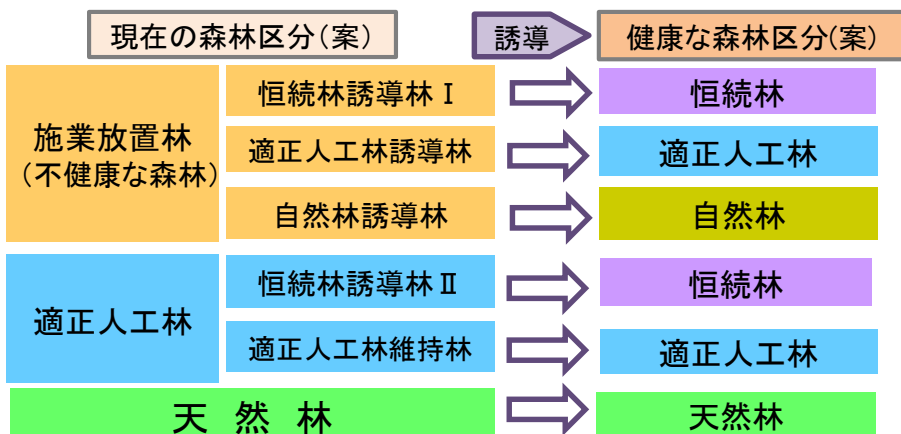 現在の森林区分(案)
誘導
健康な森林区分(案)
施業放置林
(不健康な森林)
恒続林誘導林Ⅰ
恒続林
適正人工林誘導林
適正人工林
自然林誘導林
自然林
適正人工林
恒続林誘導林Ⅱ
恒続林
適正人工林維持林
適正人工林
天然林
天然林